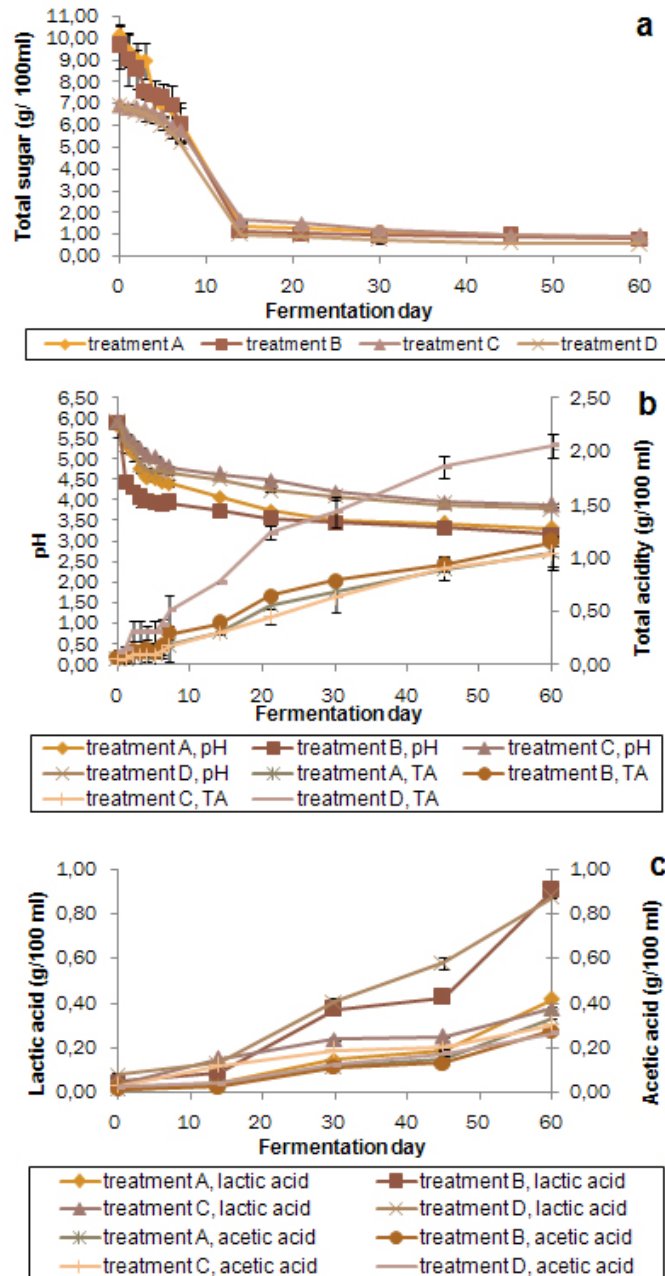 a
Total sugar (g/ 100ml)
11,00
10,00
9,00
8,00
7,00
6,00
5,00
4,00
3,00
2,00
1,00
0,00
0 10 20 30 40 50 60
Fermentation day
treatment A treatment B treatment C treatment D
b
pH
6,50
6,00
5,50
5,00
4,50
4,00
3,50
3,00
2,50
2,00
1,50
1,00
0,50
0,00
2,50
2,00
1,50
1,00
0,50
0,00
Total acidity (g/100 ml)
0 10 20 30 40 50 60
Fermentation day
treatment A, pH treatment B, pH treatment C, pH
treatment D, pH treatment A, TA treatment B, TA
treatment C, TA treatment D, TA
c
Lactic acid (g/100 ml)
1,00
0,80
0,60
0,40
0,20
0,00
1,00
0,80
0,60
0,40
0,20
0,00
Acetic acid (g/100 ml)
0 10 20 30 40 50 60
Fermentation day
treatment A, lactic acid treatment B, lactic acid
treatment C, lactic acid treatment D, lactic acid
treatment A, acetic acid treatment B, acetic acid
treatment C, acetic acid treatment D, acetic acid